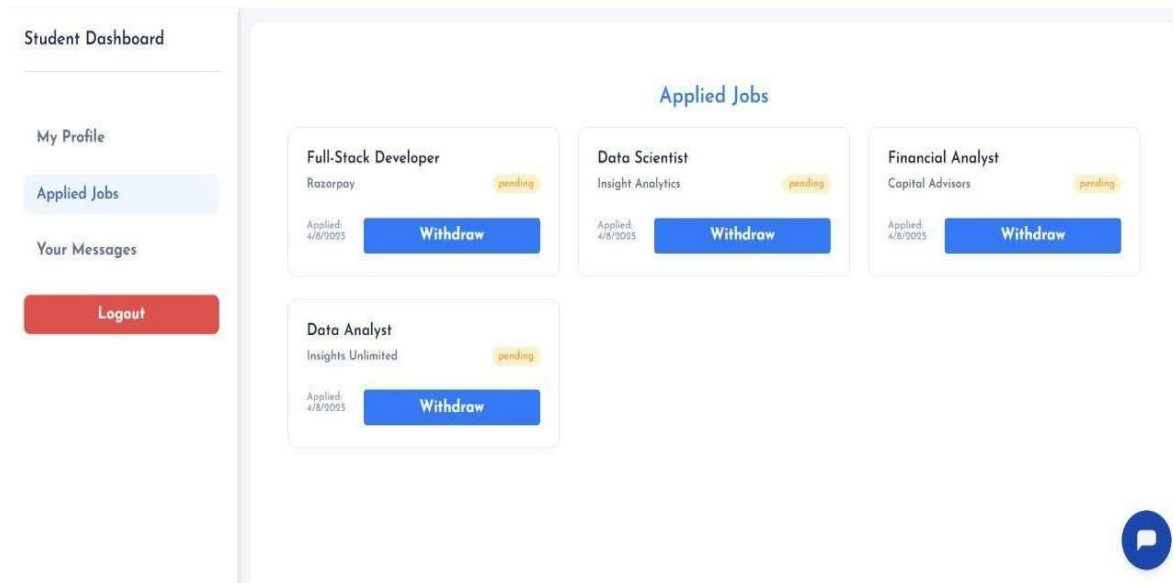 Student Dashboard
My Profile
Applied Jobs
Your Messages
Logout
Applied Jobs
Full-Stack Developer
Razorpay
pending
Applied:
4/8/2025
Withdraw
Data Scientist
Insight Analytics
pending
Applied:
4/8/2025
Withdraw
Financial Analyst
Capital Advisors
pending
Applied:
4/8/2025
Withdraw
Data Analyst
Insights Unlimited
pending
Applied:
4/8/2025
Withdraw